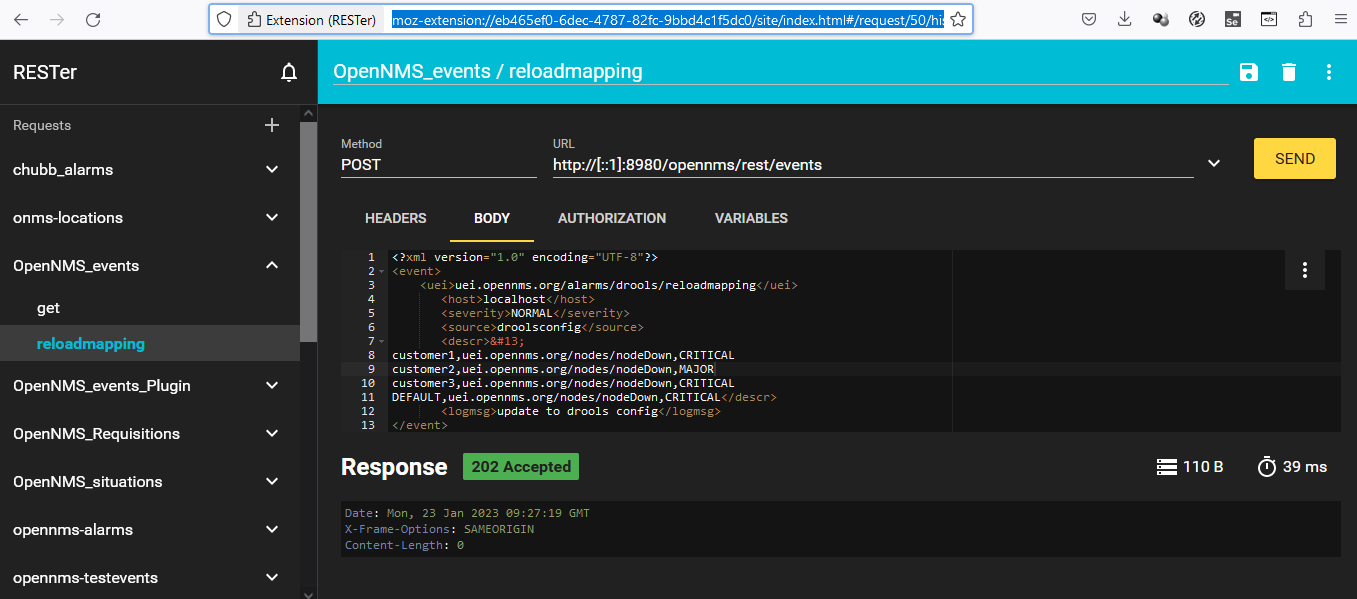 Extension (RESTer)
moz-extension://eb465ef0-6dec-4787-82fc-9bbd4c1f5dc0/site/index.html#/request/50/his
Se
RESTer
OpenNMS_events / reloadmapping
Requests
chubb_alarms
onms-locations
OpenNMS_events
get
reloadmapping
OpenNMS_events_Plugin
OpenNMS_Requisitions
OpenNMS_situations
opennms-alarms
opennms-testevents
Method
URL
POST
http://[::1]:8980/opennms/rest/events
SEND
HEADERS
BODY
AUTHORIZATION
VARIABLES
1 <?xml version="1.0" encoding="UTF-8"?>
2 <event>
3 <uei>uei.opennms.org/alarms/drools/reloadmapping</uei>
4 <host>localhost</host>
5 <severity>NORMAL</severity>
6 <source>droolsconfig</source>
7 <descr>&#13;
8 customer1,uei.opennms.org/nodes/nodeDown,CRITICAL
9 customer2,uei.opennms.org/nodes/nodeDown,MAJOR
10 customer3,uei.opennms.org/nodes/nodeDown,CRITICAL
11 DEFAULT,uei.opennms.org/nodes/nodeDown,CRITICAL</descr>
12 <logmsg>update to drools config</logmsg>
13 </event>
Response
202 Accepted
110 B
39 ms
Date: Mon, 23 Jan 2023 09:27:19 GMT
X-Frame-Options: SAMEORIGIN
Content-Length: 0